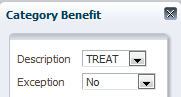 Category Benefit
Description TREAT
Exception No